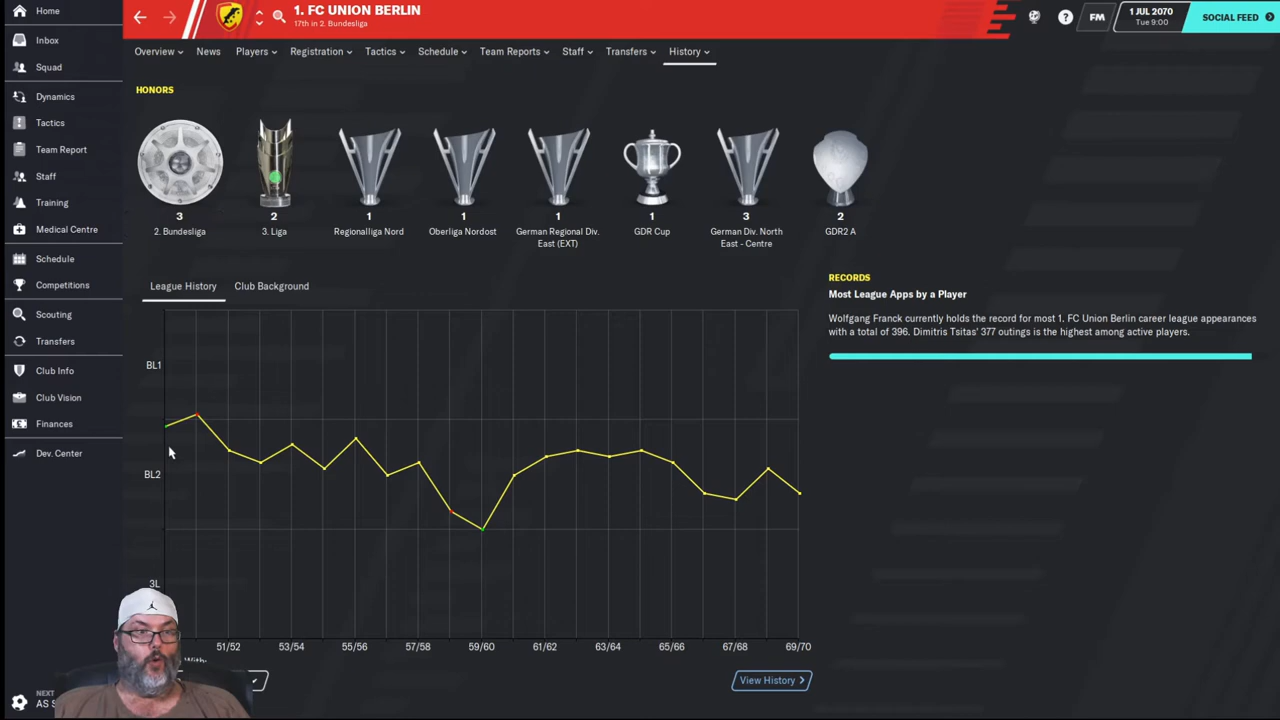 Home
1. FC UNION BERLIN
17th in 2. Bundesliga
FM
1 JUL 2070
Tue 9:00
SOCIAL FEED
Inbox
Squad
Dynamics
Tactics
Team Report
Staff
Training
Medical Centre
Schedule
Competitions
Scouting
Transfers
Club Info
Club Vision
Finances
Dev. Center
NEXT
AS S
Overview
News
Players
Registration
Tactics
Schedule
Team Reports
Staff
Transfers
History
HONORS
3
2. Bundesliga
2
3. Liga
1
Regionalliga Nord
1
Oberliga Nordost
1
German Regional Div.
East (EXT)
1
GDR Cup
3
German Div. North
East - Centre
2
GDR2 A
League History
Club Background
BL1
BL2
3L
51/52
53/54
55/56
57/58
59/60
61/62
63/64
65/66
67/68
69/70
View History
RECORDS
Most League Apps by a Player
Wolfgang Franck currently holds the record for most 1. FC Union Berlin career league appearances
with a total of 396. Dimitris Tsitas' 377 outings is the highest among active players.